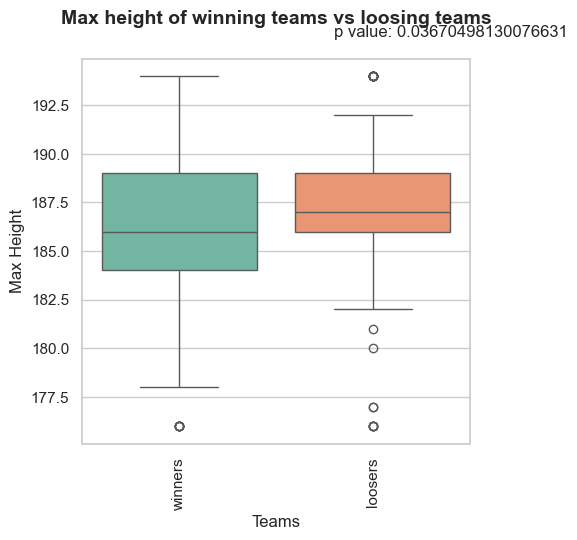 Max height of winning teams vs loosing teams
p value: 0.03670498130076631
192.5
190.0
187.5
185.0
182.5
180.0
177.5
Max Height
winners
loosers
Teams